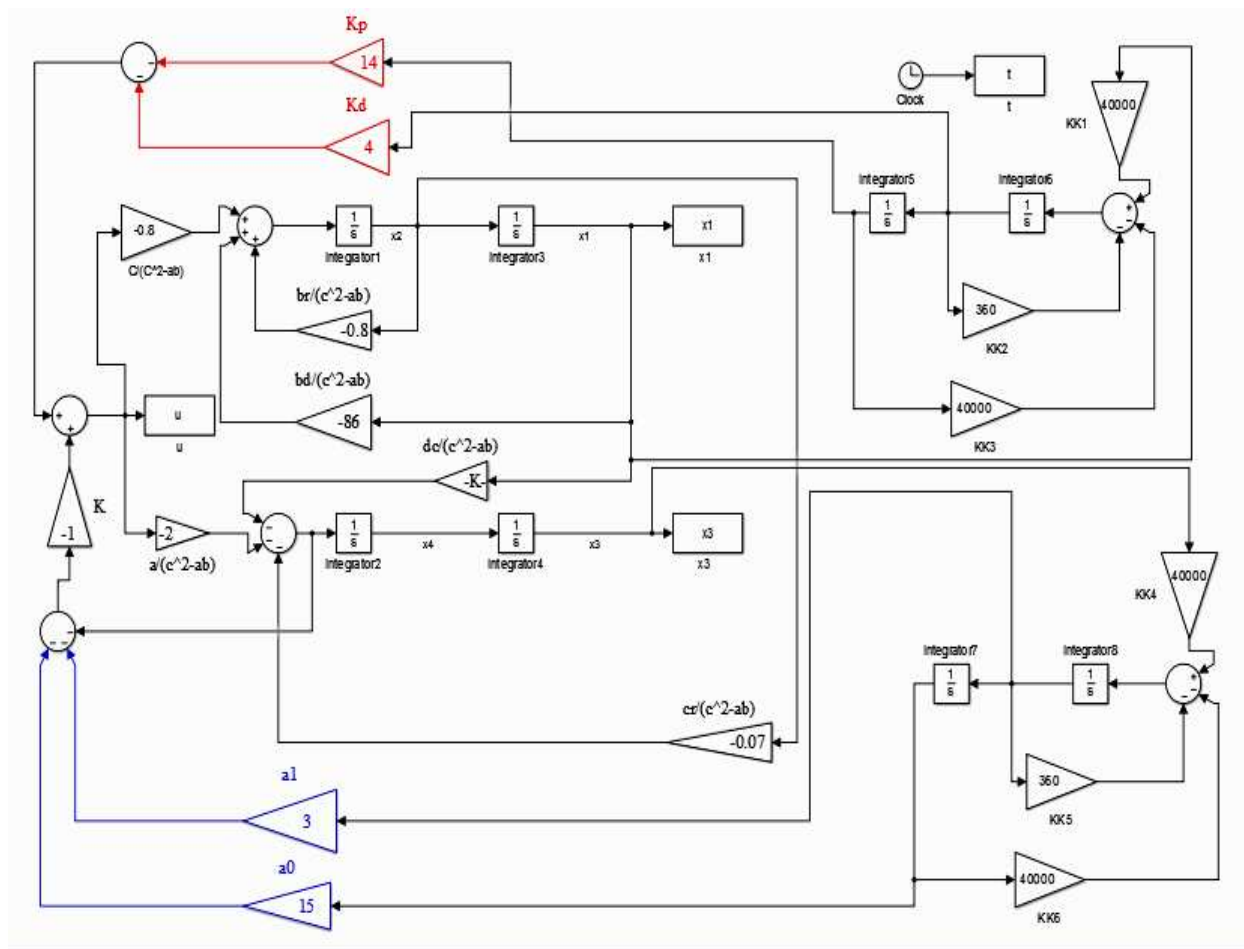 Kp
14
Kd
4
t
Clock
t
40000
KK1
Integrator5
Integrator6
1
s
1
s
+
-
-
-0.8
C/(C^2-ab)
+
+
+
1
s
Integrator1
x2
1
s
Integrator3
x1
x1
x1
br/(c^2-ab)
-0.8
360
KK2
bd/(c^2-ab)
-86
40000
KK3
+
+
u
u
dc/(c^2-ab)
-K-
K
-1
-2
a/(c^2-ab)
-
-
1
s
Integrator2
x4
1
s
Integrator4
x3
x3
x3
40000
KK4
-
-
-
Integrator7
Integrator8
1
s
1
s
+
-
-
cr/(c^2-ab)
-0.07
360
KK5
a1
3
a0
15
40000
KK6